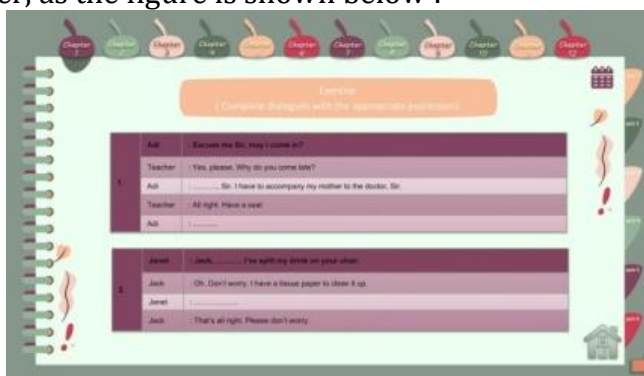 er, as the figure is shown below :
Chapter 1
Chapter 2
Chapter 3
Chapter 4
Chapter
Chapter 6
Chapter 7
Chapter 8
Chapter 9
Chapter 10
Chapter
Chapter 12
Exercise
( Complete dialogues with the appropriate expression)
1.
Adi : Excuse me Sir, may I come in?
Teacher : Yes, please. Why do you come late?
Adi : ........... Sir. I have to accompany my mother to the doctor, Sir.
Teacher : All right. Have a seat
Adi : ..........
2.
Janet : Jack, ........... I've spilt my drink on your chair.
Jack : Oh. Don't worry. I have a tissue paper to clean it up.
Janet : ..................
Jack : That's all right. Please don't worry.